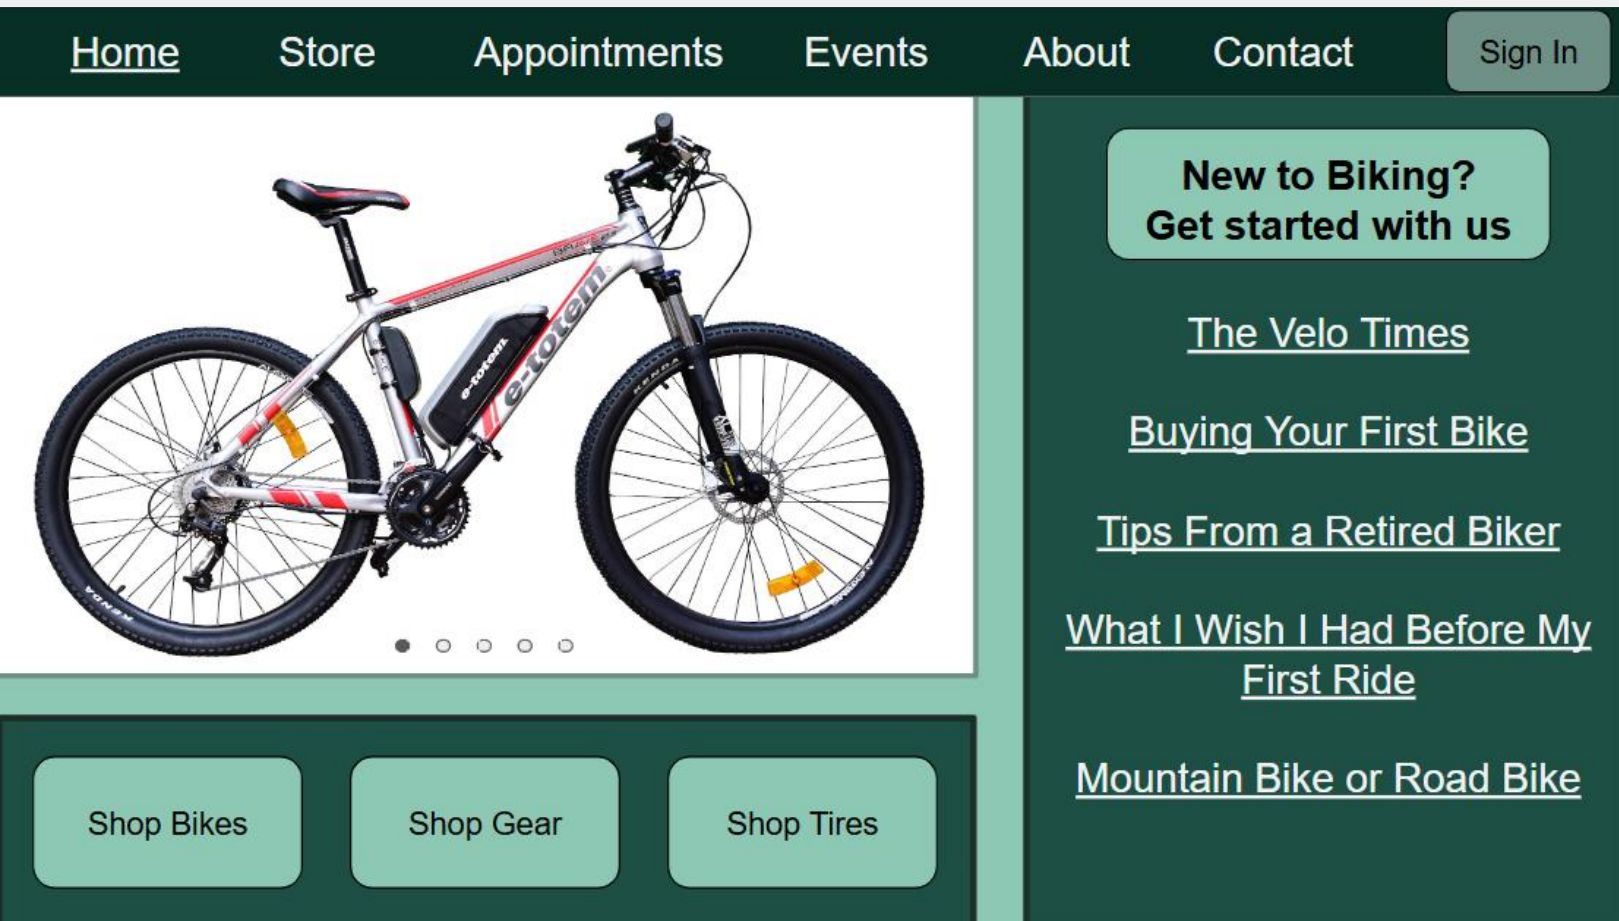 Home Store Appointments Events About Contact Sign In
New to Biking?
Get started with us
The Velo Times
Buying Your First Bike
Tips From a Retired Biker
What I Wish I Had Before My
First Ride
Mountain Bike or Road Bike
e-totem
e-totem
KENDA
KENDA
Shop Bikes Shop Gear Shop Tires